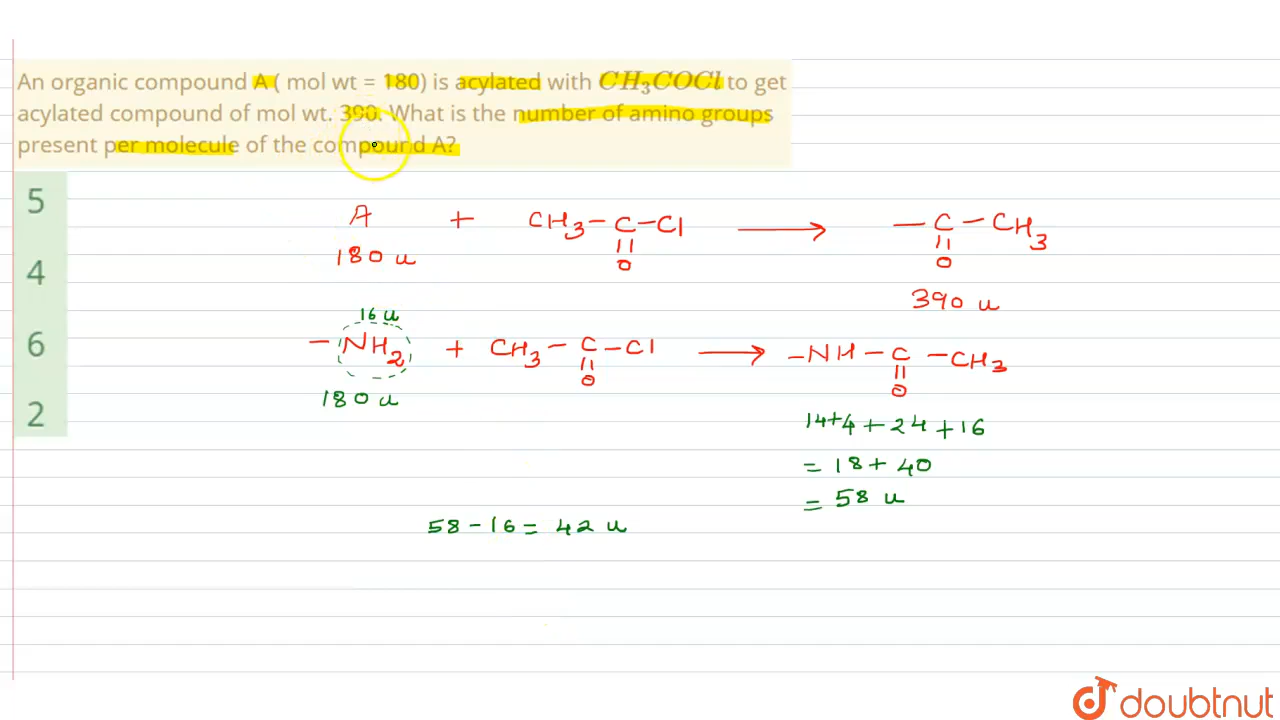 An organic compound A ( mol wt = 180) is acylated with CH₃COCl to get
acylated compound of mol wt. 390. What is the number of amino groups
present per molecule of the compound A?
5
4
6
2
A + CH₃ – C – Cl ⟶ – C – CH₃
|| ||
O O
180 u 390 u
16 u
– NH₂ + CH₃ – C – Cl ⟶ – NH – C – CH₃
|| ||
O O
180 u
14+4+24+16
= 18+40
= 58 u
58 – 16 = 42 u
doubtnut